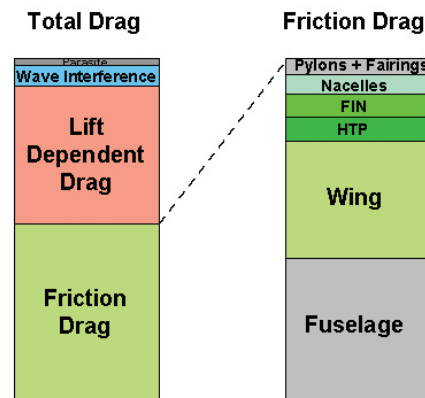 Total Drag
Parasite
Wave Interference
Lift
Dependent
Drag
Friction
Drag
Friction Drag
Pylons + Fairings
Nacelles
FIN
HTP
Wing
Fuselage